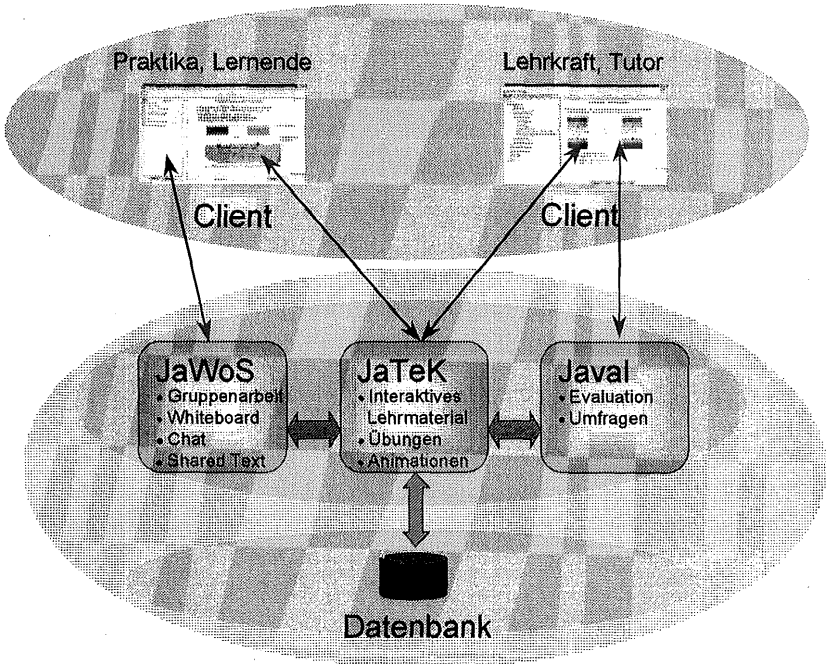 Praktika, Lernende
Lehrkraft, Tutor
Client
Client
JaWoS
• Gruppenarbeit
• Whiteboard
• Chat
• Shared Text
JaTeK
• Interaktives
Lehrmaterial
• Übungen
• Animationen
Javal
• Evaluation
• Umfragen
Datenbank